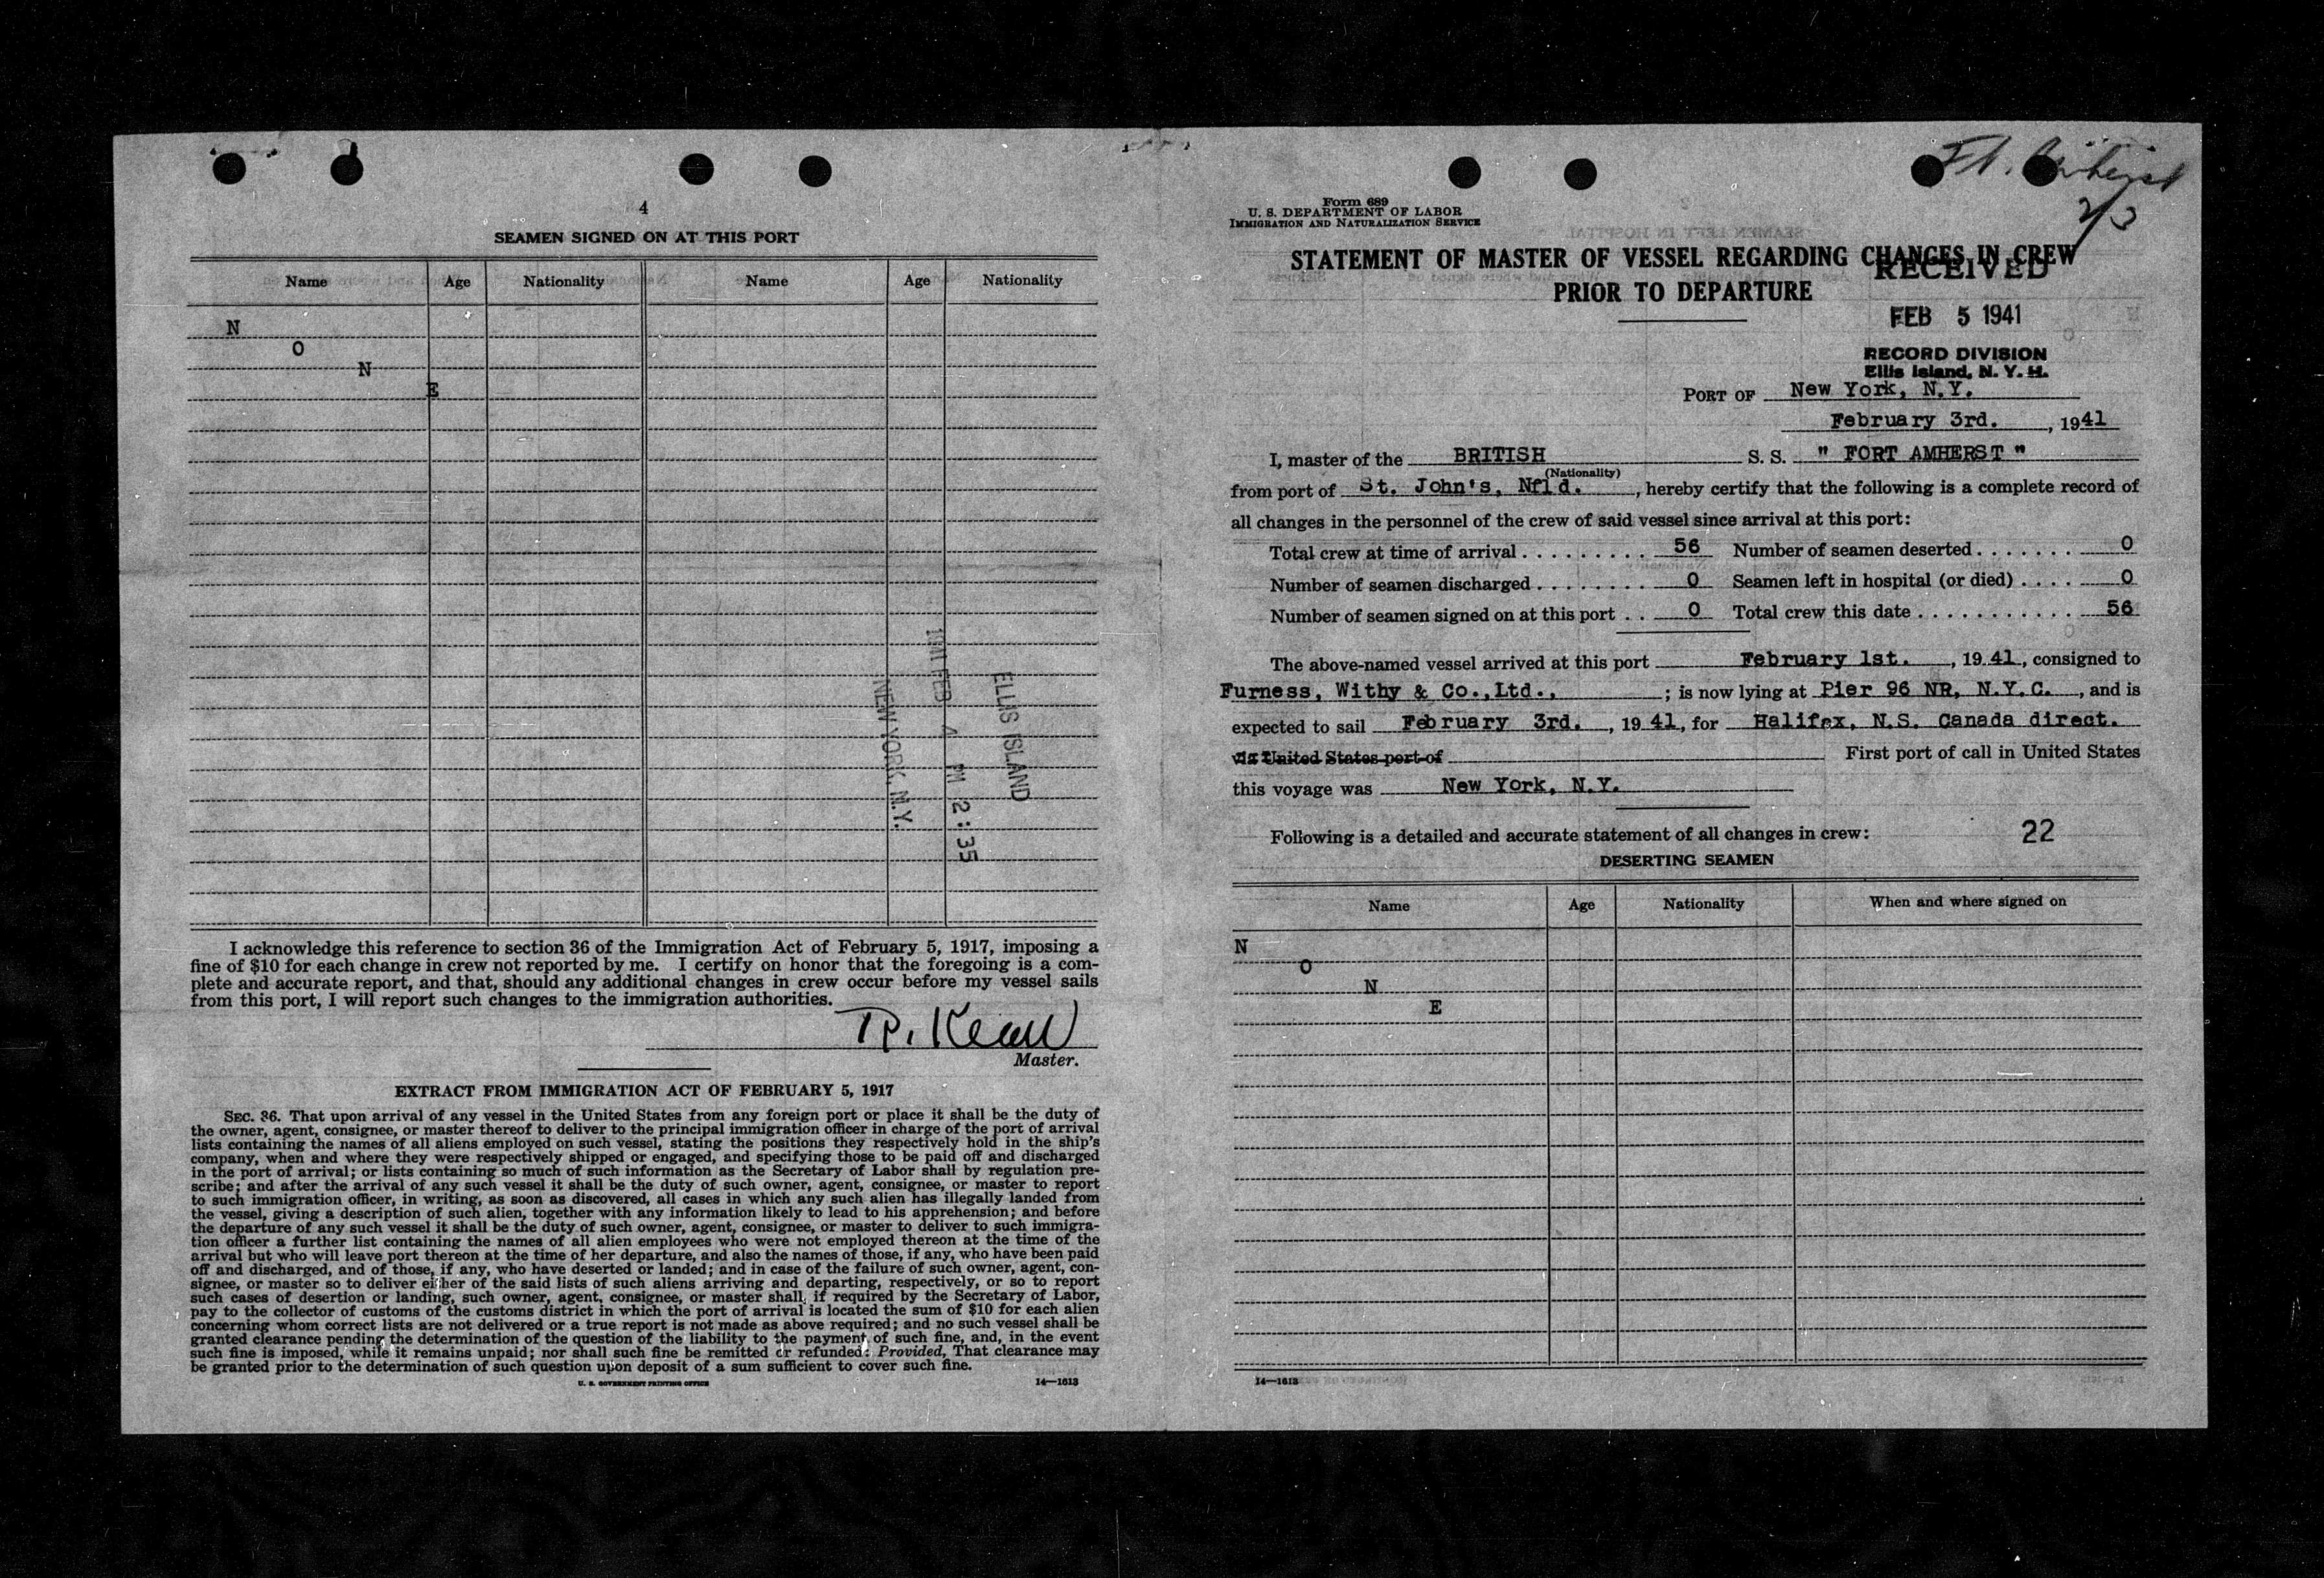 4
SEAMEN SIGNED ON AT THIS PORT
Name Age Nationality Name Age Nationality
N
O
N
E
ELLIS ISLAND
1941 FEB A M 2:35
NEW YORK, N.Y.
I acknowledge this reference to section 36 of the Immigration Act of February 5, 1917, imposing a
fine of $10 for each change in crew not reported by me. I certify on honor that the foregoing is a com-
plete and accurate report, and that, should any additional changes in crew occur before my vessel sails
from this port, I will report such changes to the immigration authorities.
R. Kean
Master.
EXTRACT FROM IMMIGRATION ACT OF FEBRUARY 5, 1917
SEC. 36. That upon arrival of any vessel in the United States from any foreign port or place it shall be the duty of
the owner, agent, consignee, or master thereof to deliver to the principal immigration officer in charge of the port of arrival
lists containing the names of all aliens employed on such vessel, stating the positions they respectively hold in the ship's
company, when and where they were respectively shipped or engaged, and specifying those to be paid off and discharged
in the port of arrival; or lists containing so much of such information as the Secretary of Labor shall by regulation pre-
scribe; and after the arrival of any such vessel it shall be the duty of such owner, agent, consignee, or master to report
to such immigration officer, in writing, as soon as discovered, all cases in which any such alien has illegally landed from
the vessel, giving a description of such alien, together with any information likely to lead to his apprehension; and before
the departure of any such vessel it shall be the duty of such owner, agent, consignee, or master to deliver to such immigra-
tion officer a further list containing the names of all alien employees who were not employed thereon at the time of the
arrival but who will leave port thereon at the time of her departure, and also the names of those, if any, who have been paid
off and discharged, and of those, if any, who have deserted or landed; and in case of the failure of such owner, agent, con-
signee, or master so to deliver either of the said lists of such aliens arriving and departing, respectively, or so to report
such cases of desertion or landing, such owner, agent, consignee, or master shall, if required by the Secretary of Labor,
pay to the collector of customs of the customs district in which the port of arrival is located the sum of $10 for each alien
concerning whom correct lists are not delivered or a true report is not made as above required; and no such vessel shall be
granted clearance pending the determination of the question of the liability to the payment of such fine, and, in the event
such fine is imposed, while it remains unpaid; nor shall such fine be remitted or refunded: Provided, That clearance may
be granted prior to the determination of such question upon deposit of a sum sufficient to cover such fine.
U. S. GOVERNMENT PRINTING OFFICE 14—1613
Ft. Amherst
2/3
Form 689
U. S. DEPARTMENT OF LABOR
IMMIGRATION AND NATURALIZATION SERVICE
STATEMENT OF MASTER OF VESSEL REGARDING CHANGES IN CREW
PRIOR TO DEPARTURE
RECEIVED
FEB 5 1941
RECORD DIVISION
Ellis Island, N. Y. H.
PORT OF New York, N.Y.
February 3rd. , 1941
I, master of the BRITISH S. S. " FORT AMHERST "
(Nationality)
from port of St. John's, Nfld. , hereby certify that the following is a complete record of
all changes in the personnel of the crew of said vessel since arrival at this port:
Total crew at time of arrival . . . . . . . . . 56 Number of seamen deserted . . . . . . . 0
Number of seamen discharged . . . . . . . . 0 Seamen left in hospital (or died) . . . . 0
Number of seamen signed on at this port . . 0 Total crew this date . . . . . . . . . . . 56
The above-named vessel arrived at this port February 1st. , 19 41, consigned to
Furness, Withy & Co.,Ltd., ; is now lying at Pier 96 NR, N.Y.C. , and is
expected to sail February 3rd. , 19 41, for Halifax, N.S. Canada direct.
via United States port of First port of call in United States
this voyage was New York, N.Y.
Following is a detailed and accurate statement of all changes in crew: 22
DESERTING SEAMEN
Name Age Nationality When and where signed on
N
O
N
E
14—1613